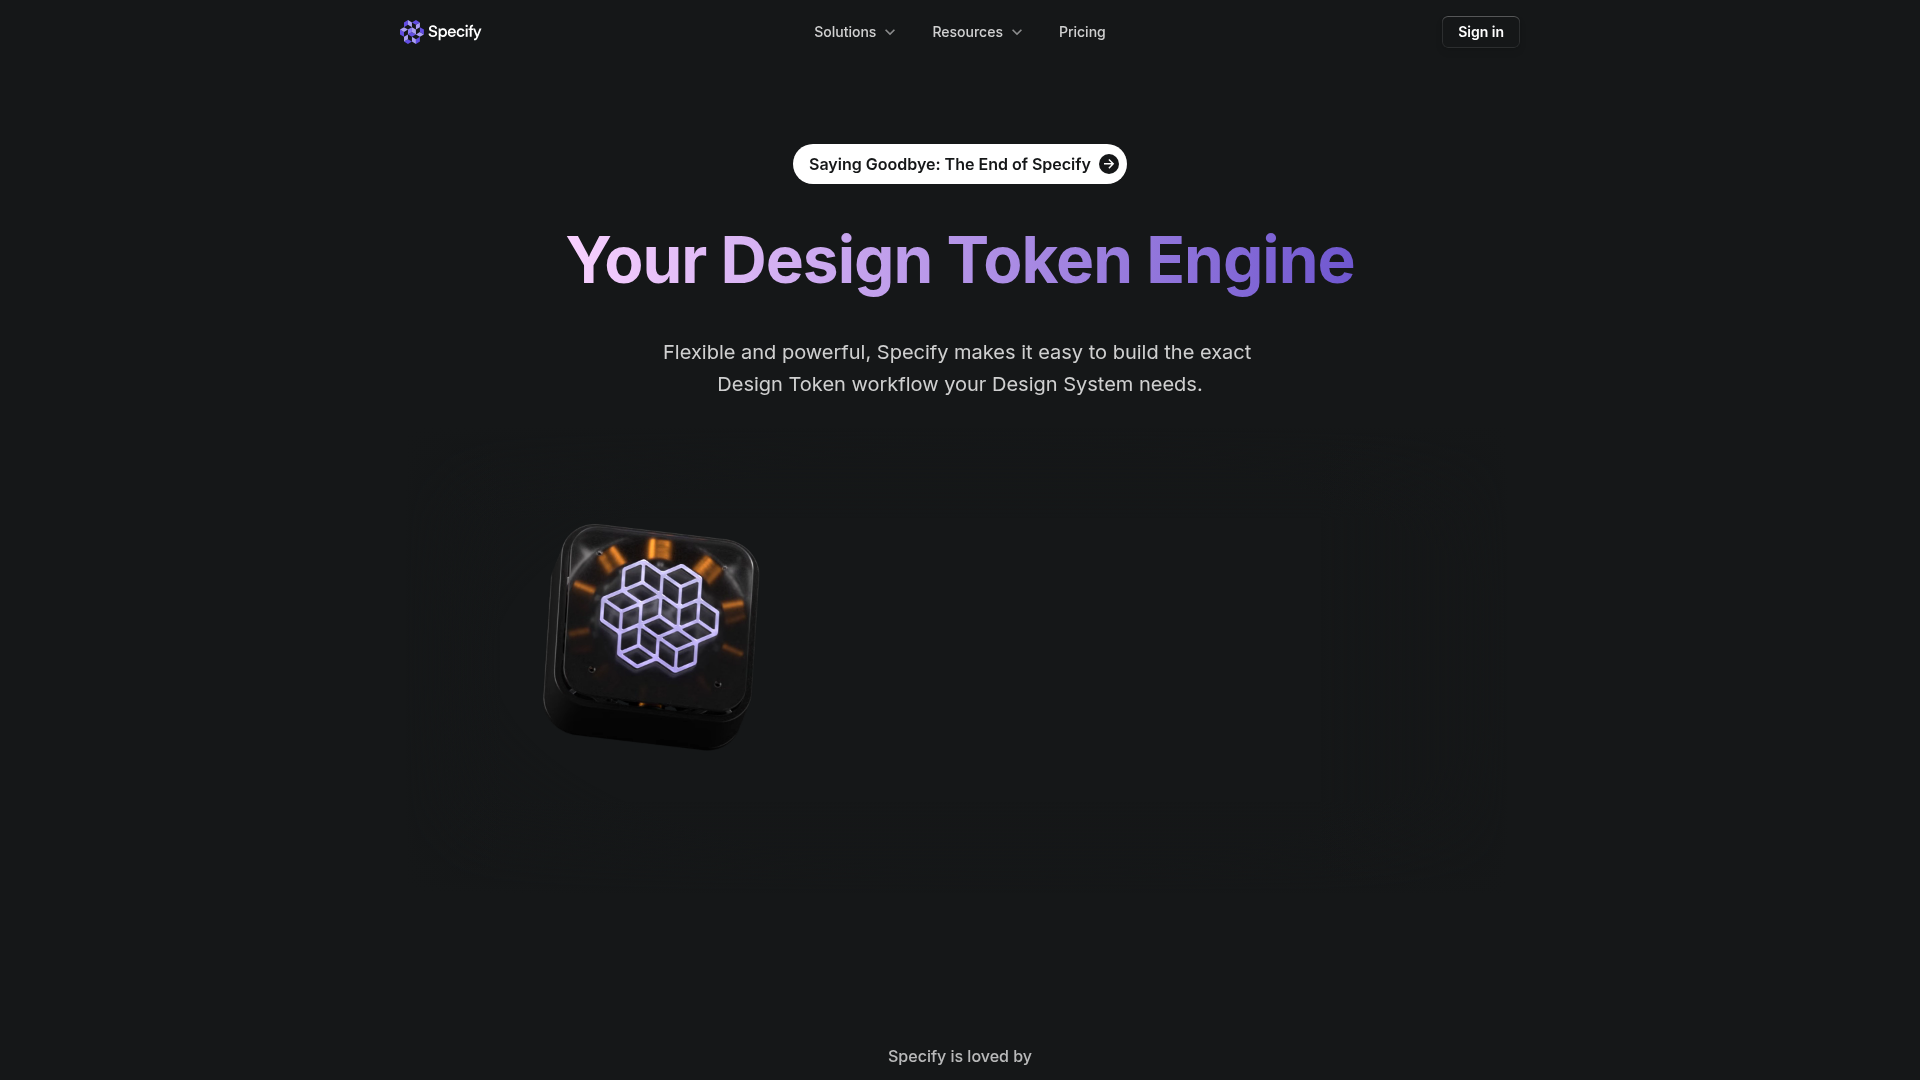 Specify
Solutions
Resources
Pricing
Sign in
Saying Goodbye: The End of Specify
Your Design Token Engine
Flexible and powerful, Specify makes it easy to build the exact
Design Token workflow your Design System needs.
Specify is loved by